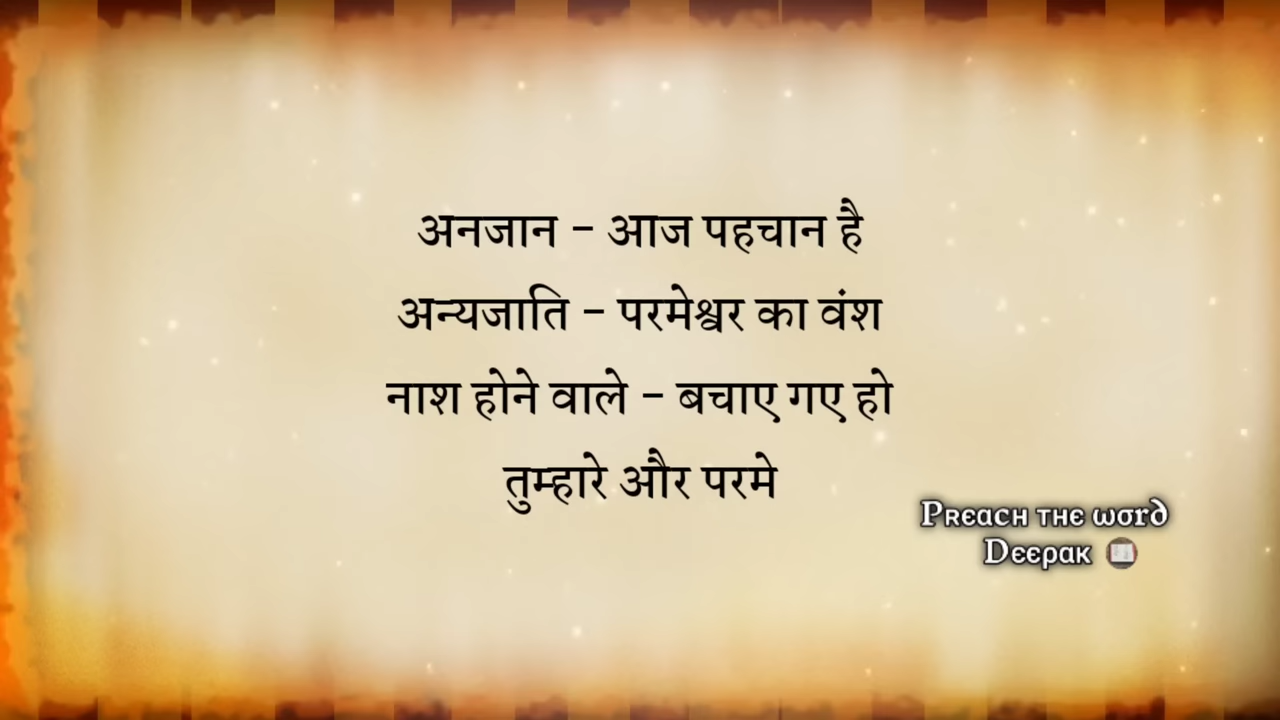 अनजान - आज पहचान है
अन्यजाति - परमेश्वर का वंश
नाश होने वाले - बचाए गए हो
तुम्हारे और परमे
Preach the word
Deepak